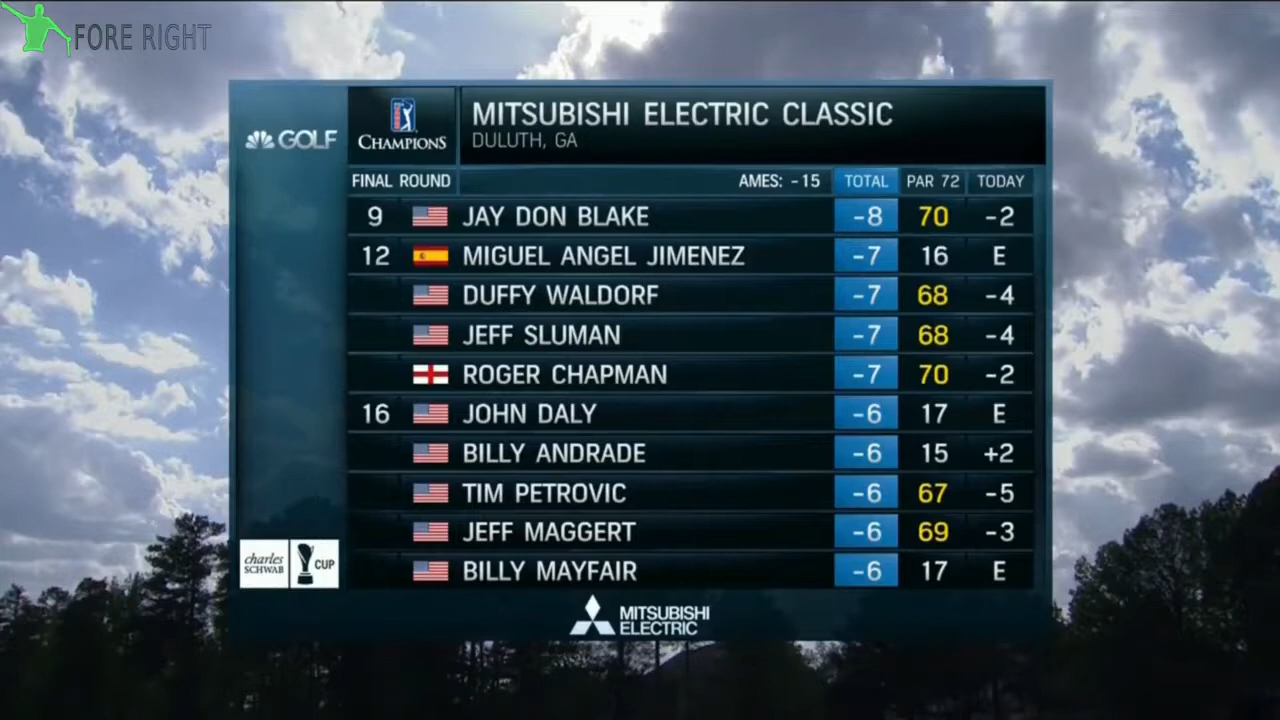 FORE RIGHT
GOLF
CHAMPIONS
MITSUBISHI ELECTRIC CLASSIC
DULUTH, GA
FINAL ROUND AMES: -15 TOTAL PAR 72 TODAY
9 JAY DON BLAKE -8 70 -2
12 MIGUEL ANGEL JIMENEZ -7 16 E
DUFFY WALDORF -7 68 -4
JEFF SLUMAN -7 68 -4
ROGER CHAPMAN -7 70 -2
16 JOHN DALY -6 17 E
BILLY ANDRADE -6 15 +2
TIM PETROVIC -6 67 -5
JEFF MAGGERT -6 69 -3
BILLY MAYFAIR -6 17 E
charles
SCHWAB
CUP
MITSUBISHI
ELECTRIC